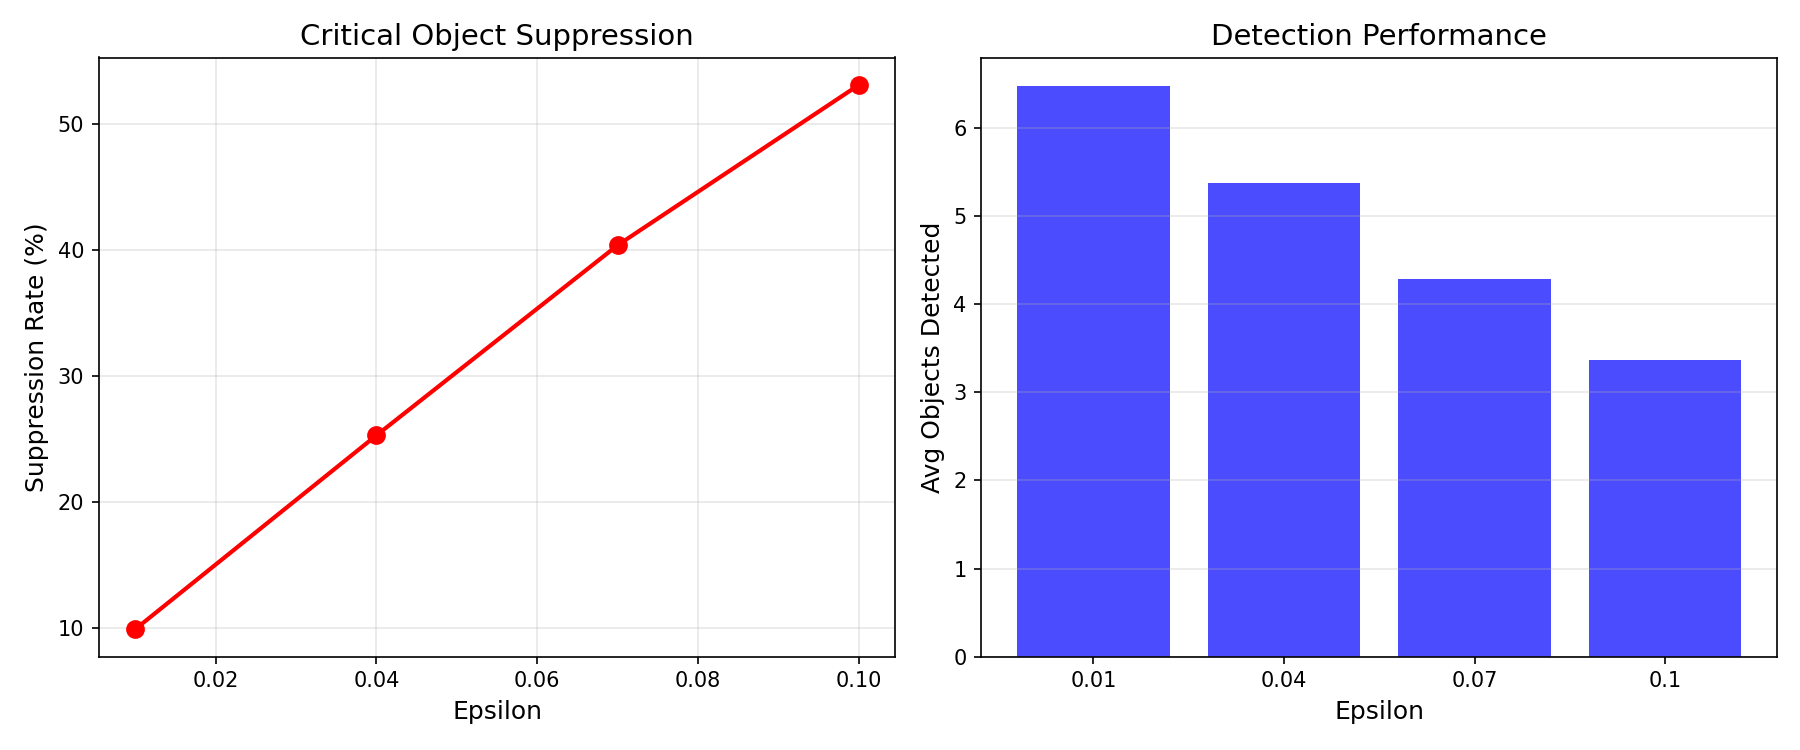 Critical Object Suppression
Suppression Rate (%)
50
40
30
20
10
0.02 0.04 0.06 0.08 0.10
Epsilon
Detection Performance
Avg Objects Detected
6
5
4
3
2
1
0
0.01 0.04 0.07 0.1
Epsilon